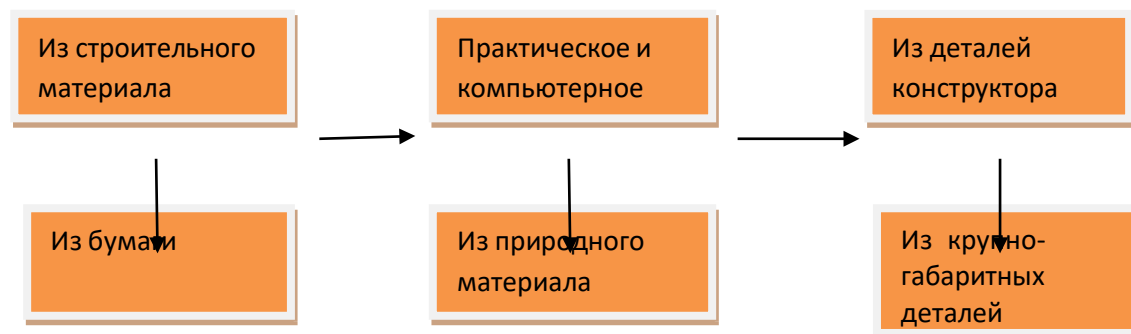 Из строительного
материала
Практическое и
компьютерное
Из деталей
конструктора
Из бумаги
Из природного
материала
Из крупно-
габаритных
деталей